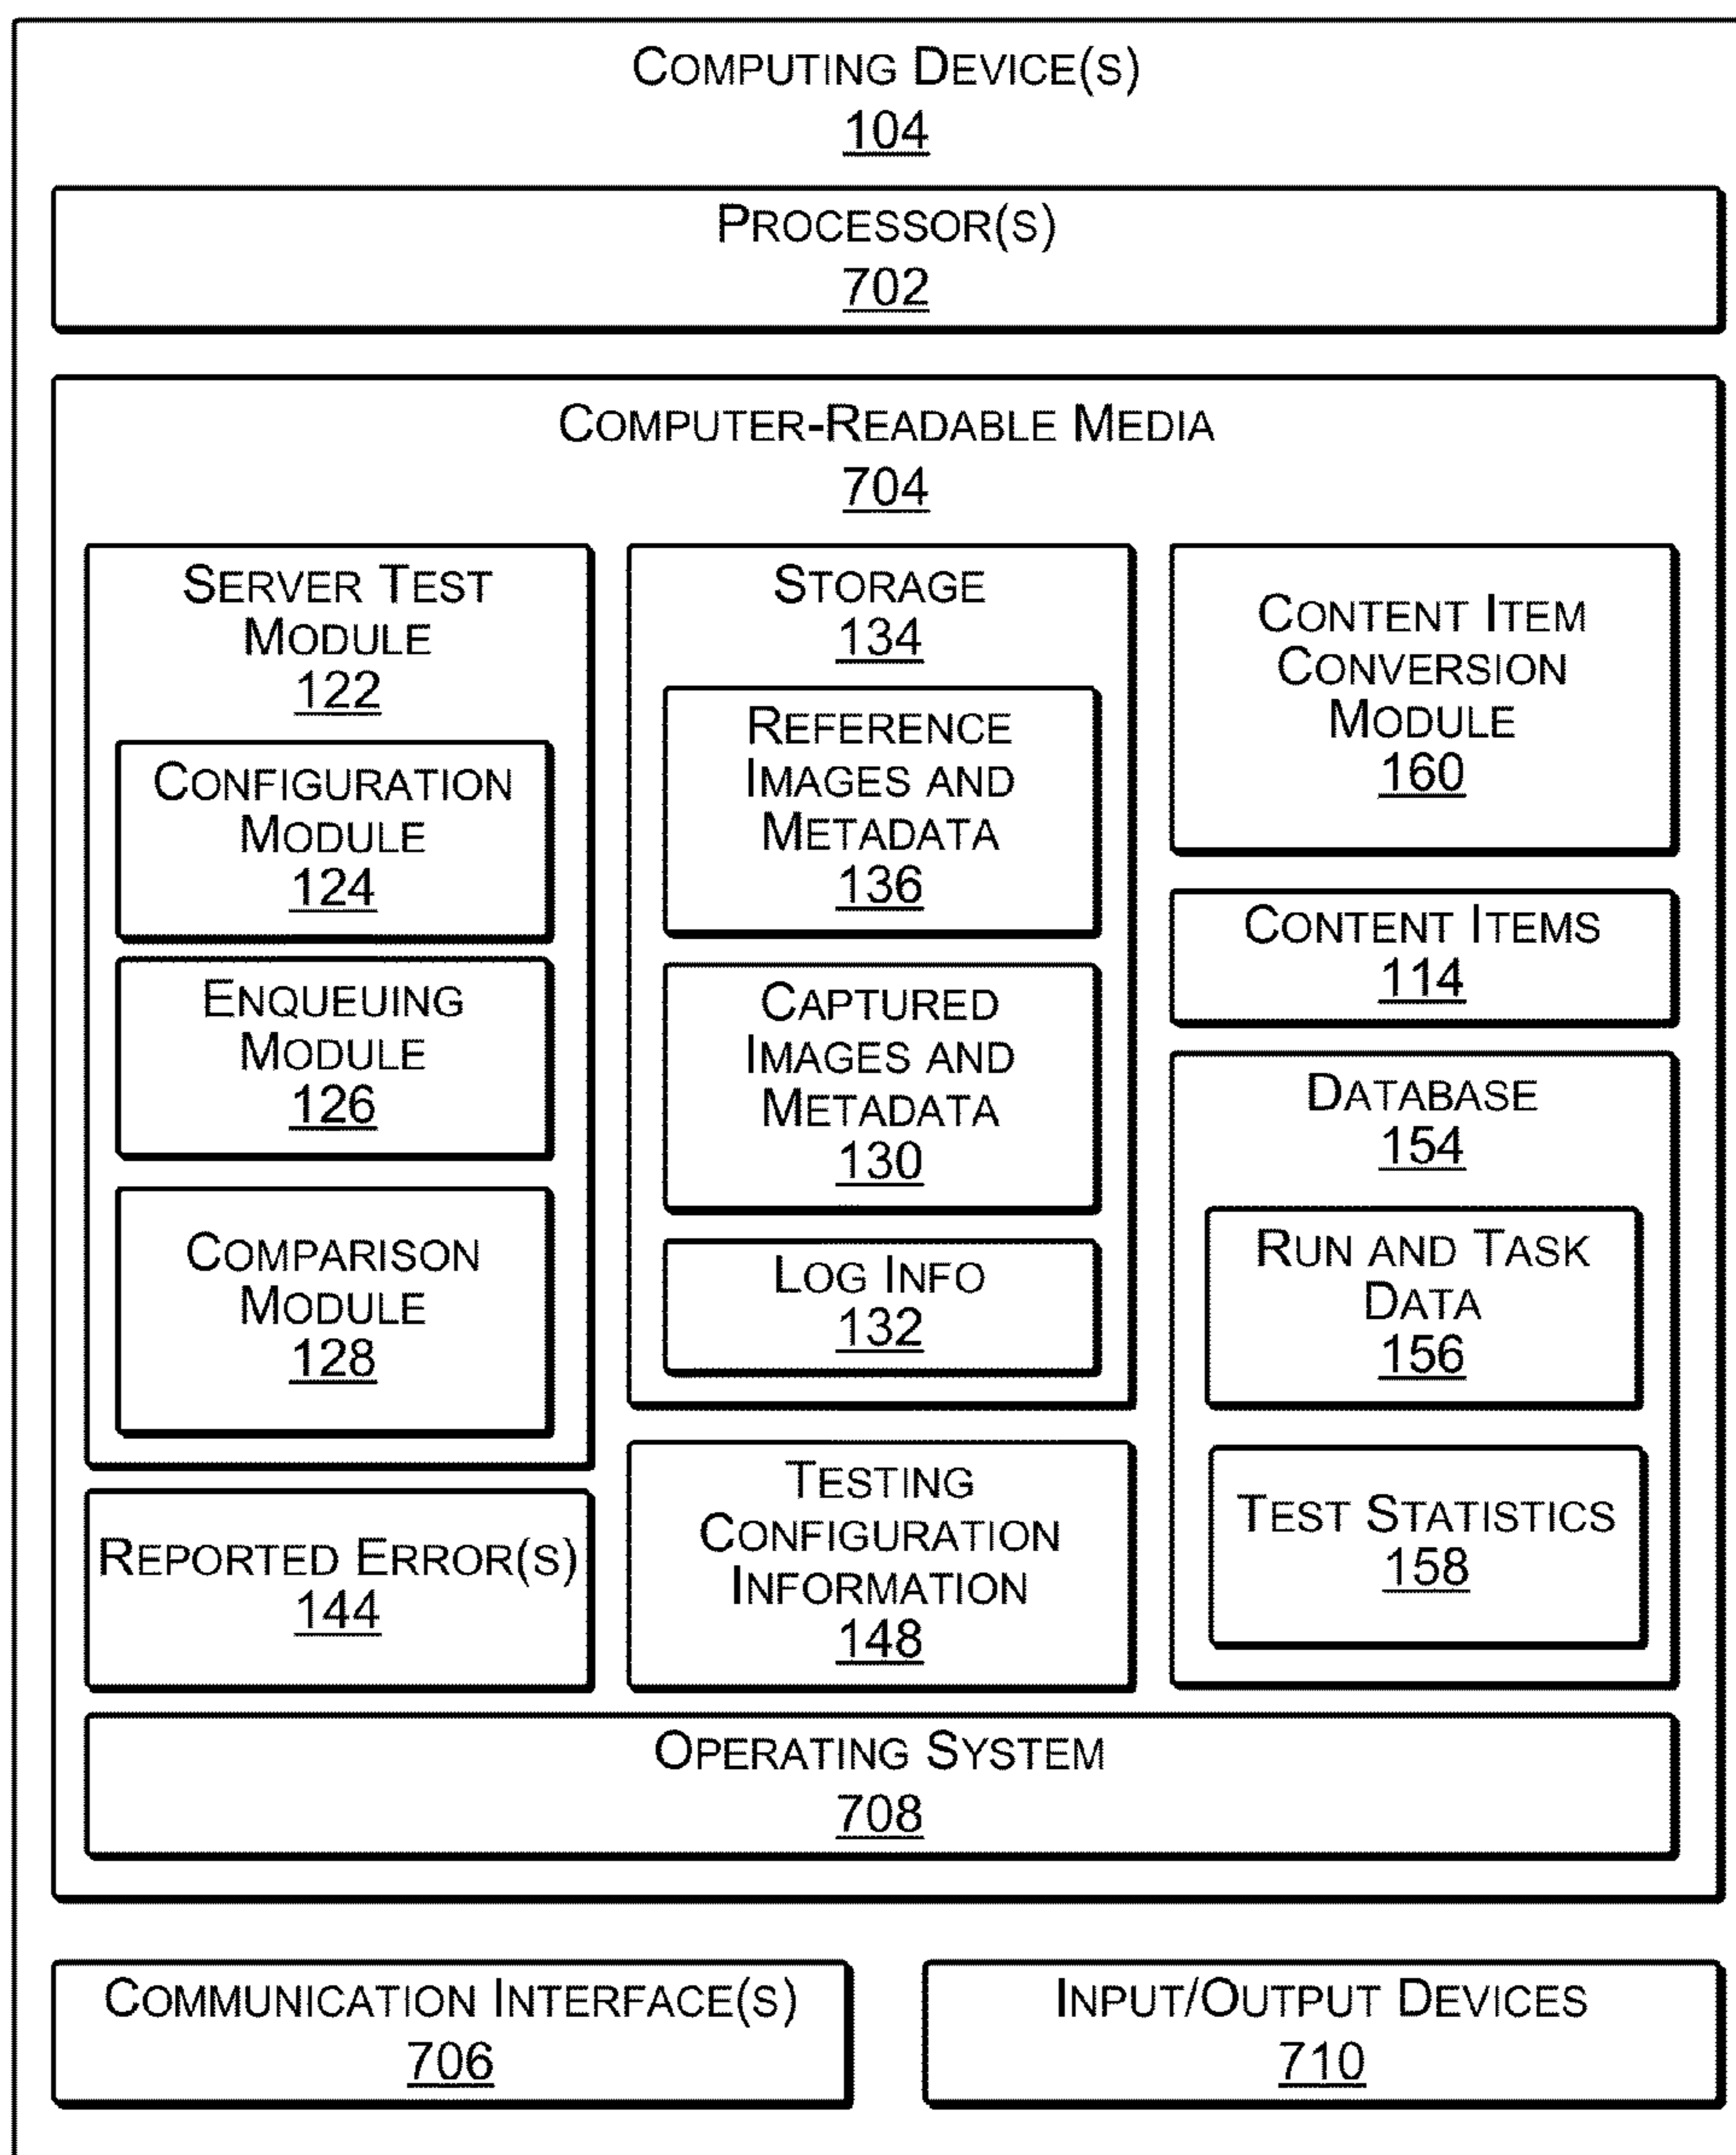 COMPUTING DEVICE(S)
104
PROCESSOR(S)
702
COMPUTER-READABLE MEDIA
704
SERVER TEST
MODULE
122
CONFIGURATION
MODULE
124
ENQUEUING
MODULE
126
COMPARISON
MODULE
128
REPORTED ERROR(S)
144
STORAGE
134
REFERENCE
IMAGES AND
METADATA
136
CAPTURED
IMAGES AND
METADATA
130
LOG INFO
132
TESTING
CONFIGURATION
INFORMATION
148
CONTENT ITEM
CONVERSION
MODULE
160
CONTENT ITEMS
114
DATABASE
154
RUN AND TASK
DATA
156
TEST STATISTICS
158
OPERATING SYSTEM
708
COMMUNICATION INTERFACE(S)
706
INPUT/OUTPUT DEVICES
710